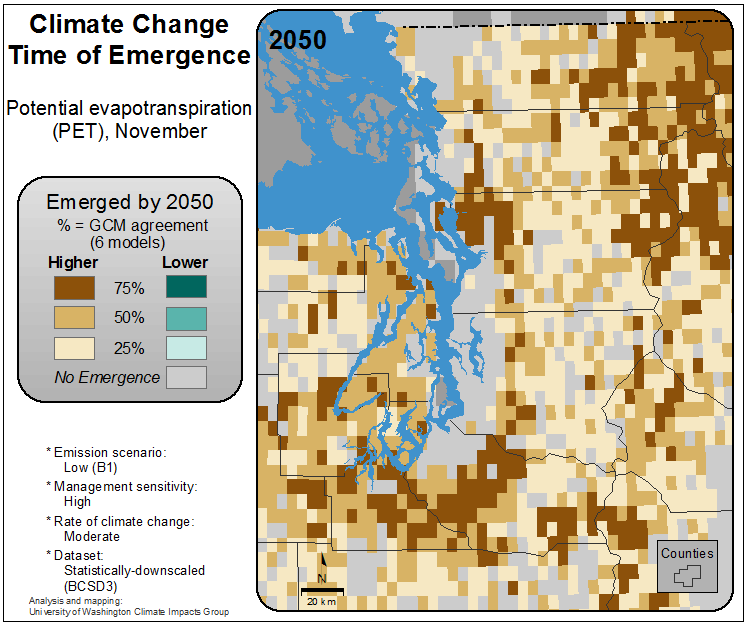 Climate Change
Time of Emergence
Potential evapotranspiration
(PET), November
Emerged by 2050
% = GCM agreement
(6 models)
Higher Lower
75%
50%
25%
No Emergence
* Emission scenario:
Low (B1)
* Management sensitivity:
High
* Rate of climate change:
Moderate
* Dataset:
Statistically-downscaled
(BCSD3)
Analysis and mapping:
University of Washington Climate Impacts Group
2050
N
20 km
Counties